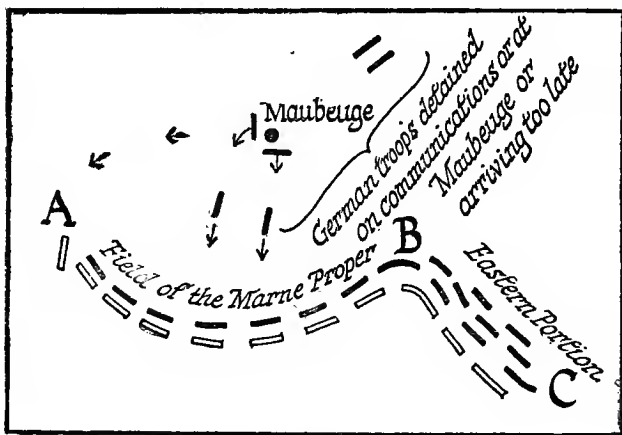 Maubeuge
German troops detained
on communications or at
Maubeuge or
arriving too late
A
Field of the Marne Proper
B
Eastern Portion
C